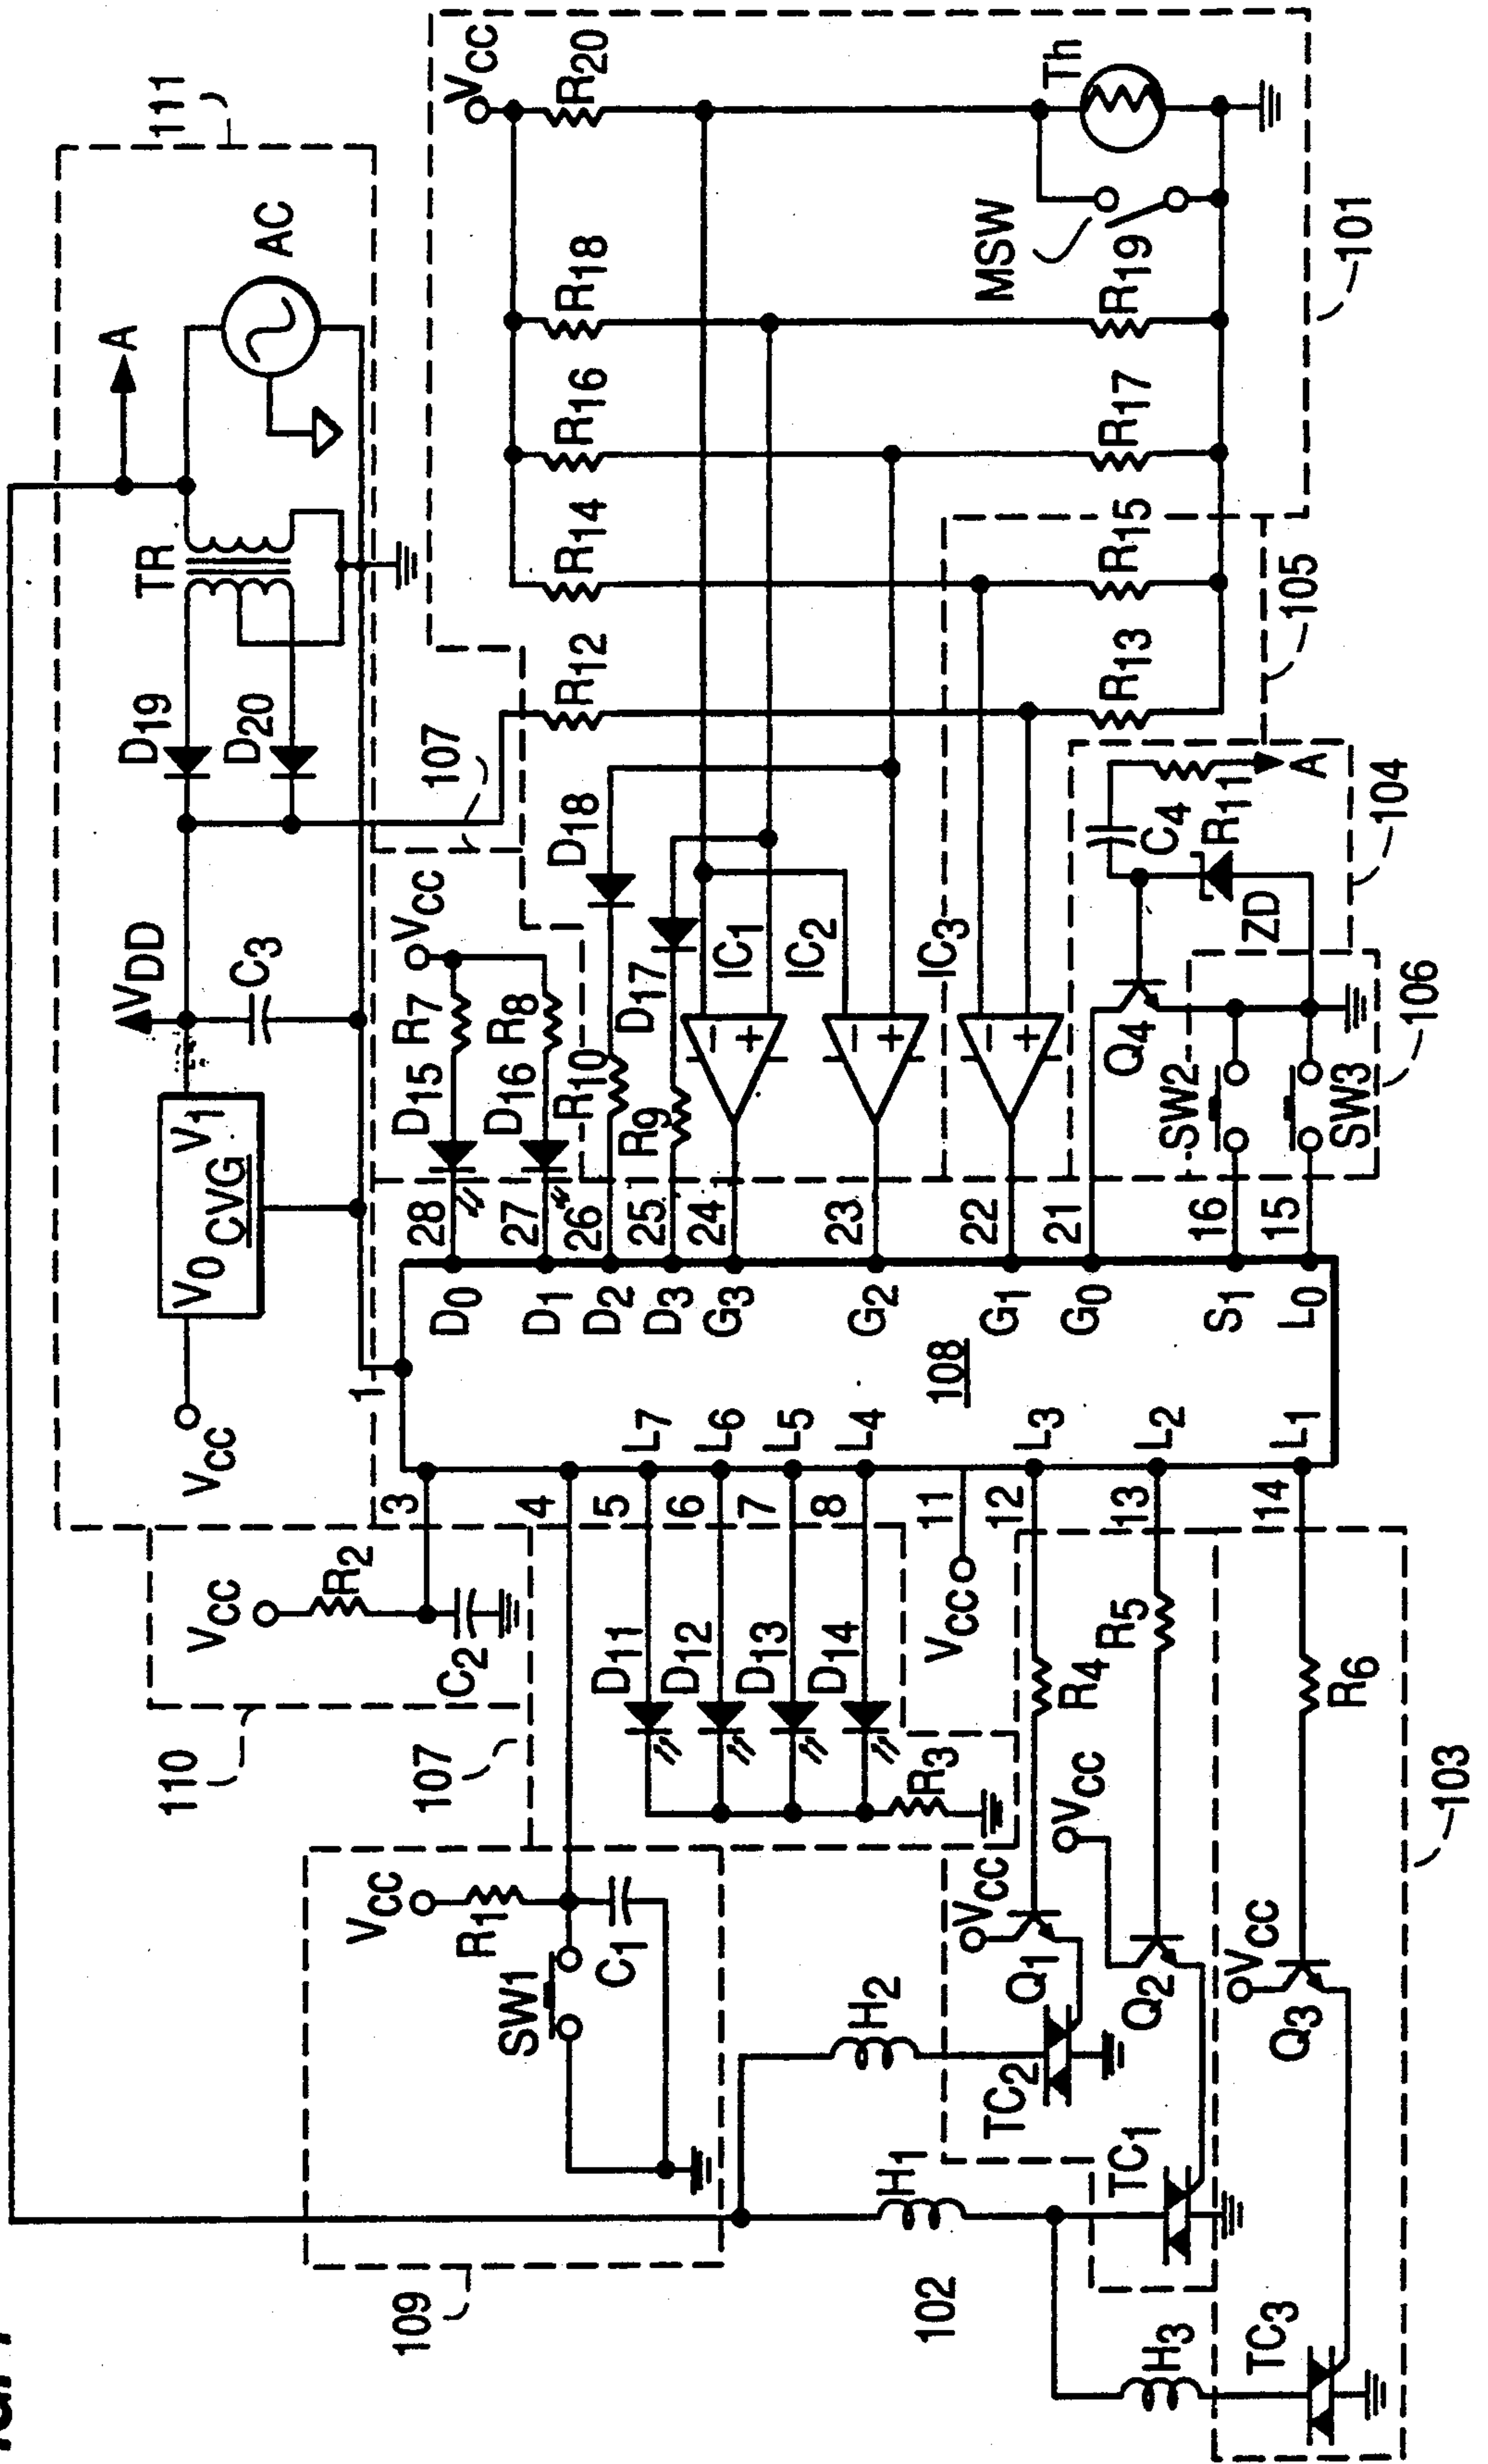 111
A
AC
TR
D19
D20
VDD
C3
V1
CVG
V0
VCC
VCC
R20
Th
MSW
R18
R19
R16
R17
R14
R15
R12
R13
101
105
107
D18
D17
VCC
R7
R8
D15
D16
R10
R9
IC1
IC2
IC3
C4
R11
A
ZD
104
Q4
SW2
SW3
106
28
27
26
25
24
23
22
21
16
15
1
D0
D1
D2
D3
G3
G2
G1
G0
S1
L0
108
L7
L6
L5
L4
L3
L2
L1
3
4
5
6
7
8
11
12
13
14
VCC
R2
C2
110
107
D11
D12
D13
D14
R3
VCC
R4
R5
R6
VCC
R1
SW1
C1
109
VCC
Q1
VCC
Q2
VCC
Q3
103
H2
TC2
H1
TC1
102
H3
TC3